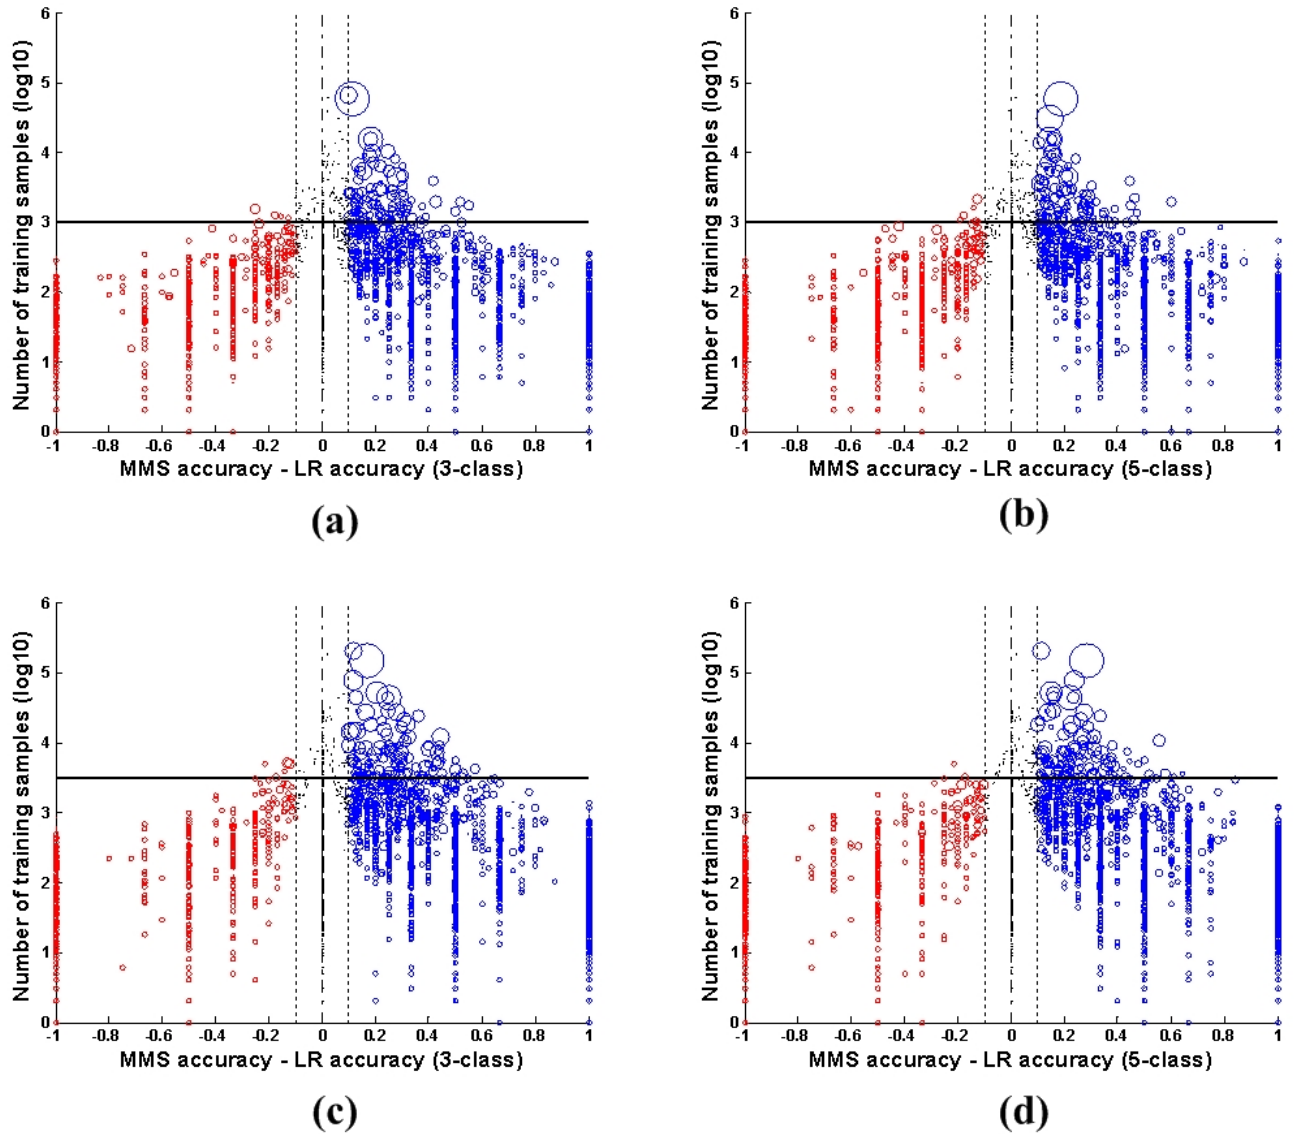 6 6
5 5
4 4
3 3
2 2
1 1
0 0
Number of training samples (log10) Number of training samples (log10)
-1 -0.8 -0.6 -0.4 -0.2 0 0.2 0.4 0.6 0.8 1 -1 -0.8 -0.6 -0.4 -0.2 0 0.2 0.4 0.6 0.8 1
MMS accuracy - LR accuracy (3-class) MMS accuracy - LR accuracy (5-class)
(a) (b)
6 6
5 5
4 4
3 3
2 2
1 1
0 0
Number of training samples (log10) Number of training samples (log10)
-1 -0.8 -0.6 -0.4 -0.2 0 0.2 0.4 0.6 0.8 1 -1 -0.8 -0.6 -0.4 -0.2 0 0.2 0.4 0.6 0.8 1
MMS accuracy - LR accuracy (3-class) MMS accuracy - LR accuracy (5-class)
(c) (d)